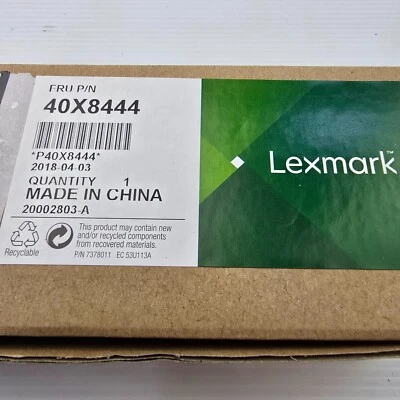 FRU P/N
40X8444
*P40X8444*
2018-04-03
QUANTITY 1
MADE IN CHINA
20002803-A
Recyclable
This product may contain new
and/or recycled components
from recovered materials.
P/N 7378011 EC 53U113A
Lexmark